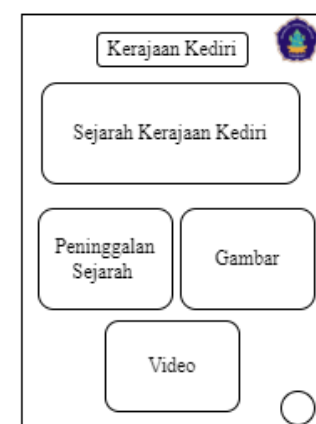 Kerajaan Kediri
Sejarah Kerajaan Kediri
Peninggalan
Sejarah
Gambar
Video